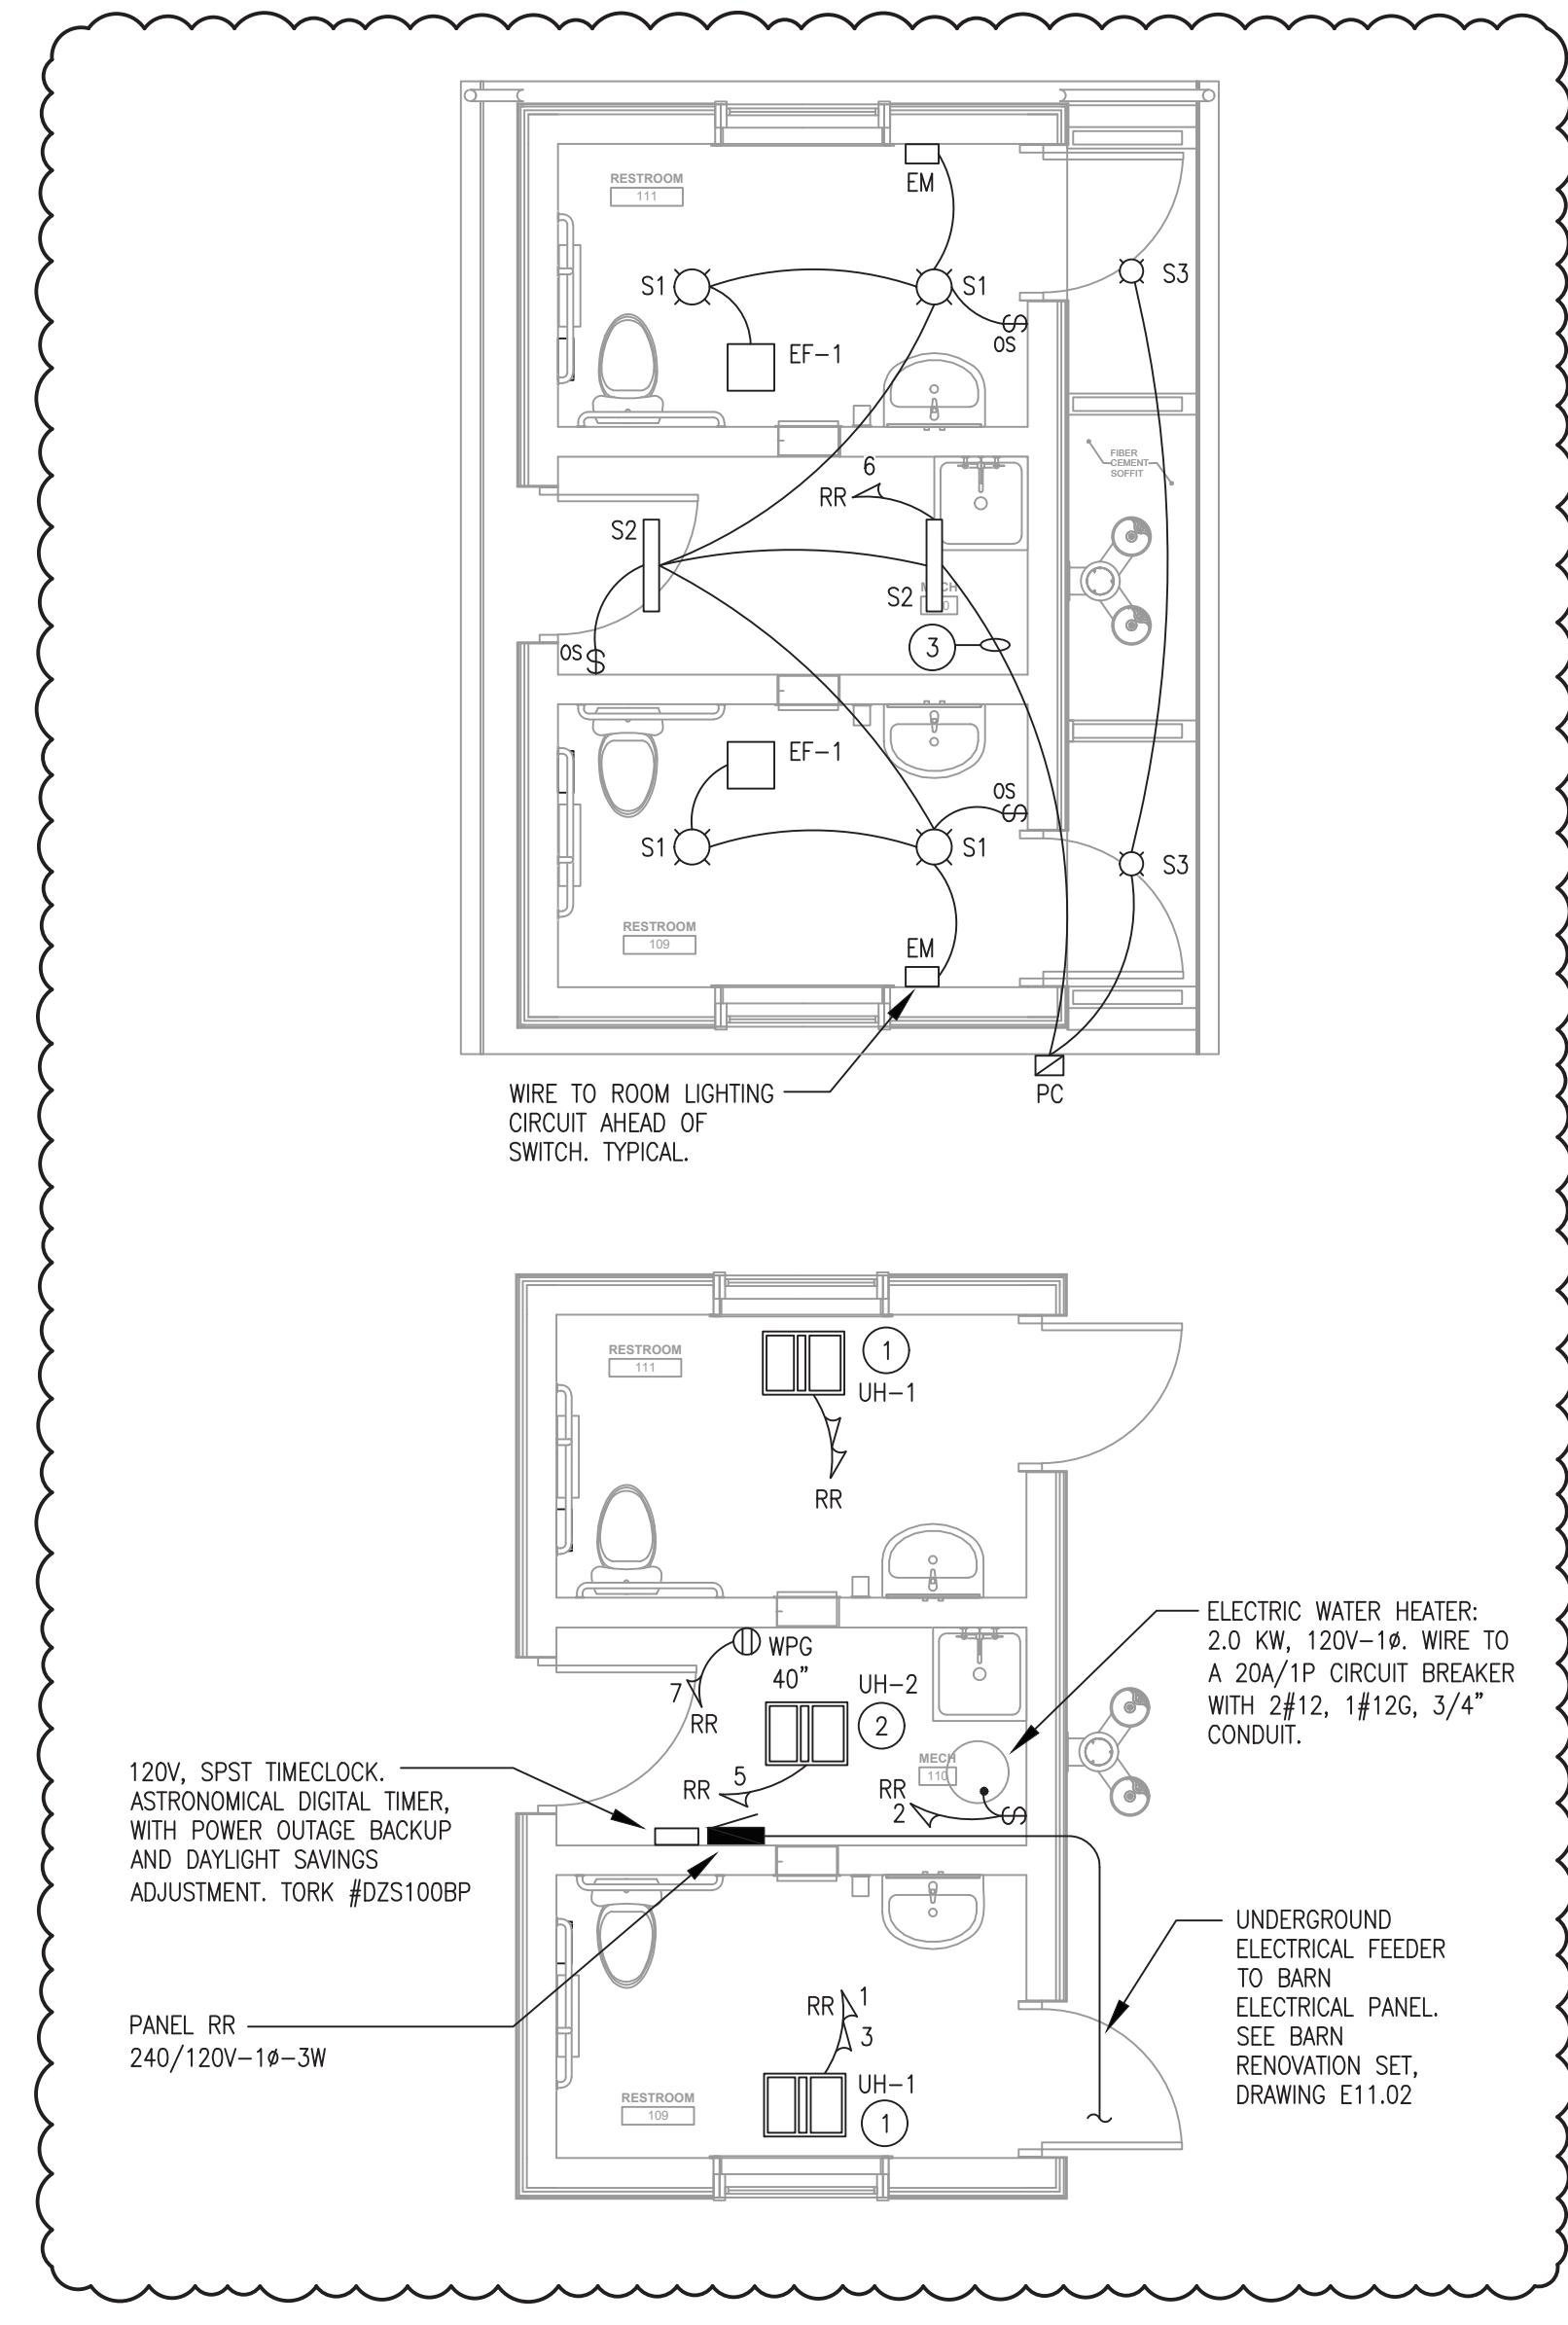 RESTROOM
111
EM
S1
S1
S3
OS
EF-1
FIBER
CEMENT
SOFFIT
6
RR
S2
S2
3
OS
EF-1
OS
S1
S1
S3
RESTROOM
109
EM
WIRE TO ROOM LIGHTING
CIRCUIT AHEAD OF
SWITCH. TYPICAL.
PC
RESTROOM
111
1
UH-1
RR
ELECTRIC WATER HEATER:
2.0 KW, 120V-1ø. WIRE TO
A 20A/1P CIRCUIT BREAKER
WITH 2#12, 1#12G, 3/4"
CONDUIT.
WPG
40"
7
RR
UH-2
2
MECH
110
RR
5
RR
2
120V, SPST TIMECLOCK.
ASTRONOMICAL DIGITAL TIMER,
WITH POWER OUTAGE BACKUP
AND DAYLIGHT SAVINGS
ADJUSTMENT. TORK #DZS100BP
UNDERGROUND
ELECTRICAL FEEDER
TO BARN
ELECTRICAL PANEL.
SEE BARN
RENOVATION SET,
DRAWING E11.02
PANEL RR
240/120V-1ø-3W
RR 1
3
UH-1
1
RESTROOM
109